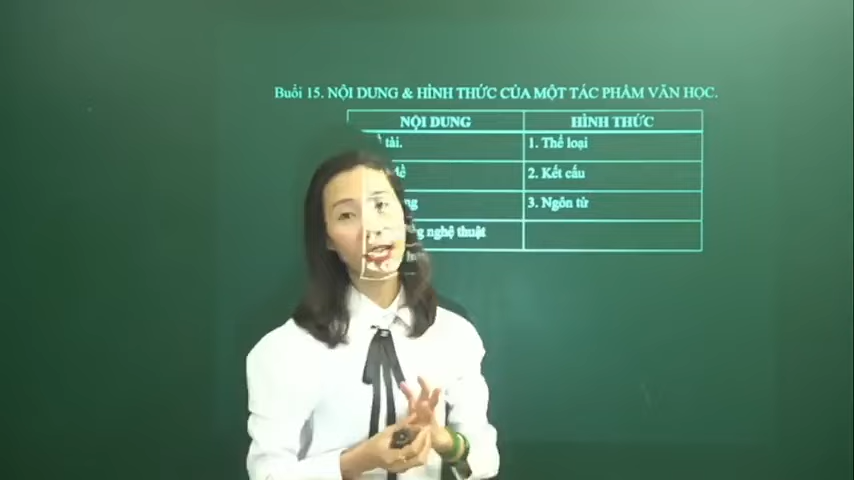 Buổi 15. NỘI DUNG & HÌNH THỨC CỦA MỘT TÁC PHẨM VĂN HỌC.
NỘI DUNG HÌNH THỨC
tài. 1. Thể loại
2. Kết cấu
3. Ngôn từ
nghệ thuật